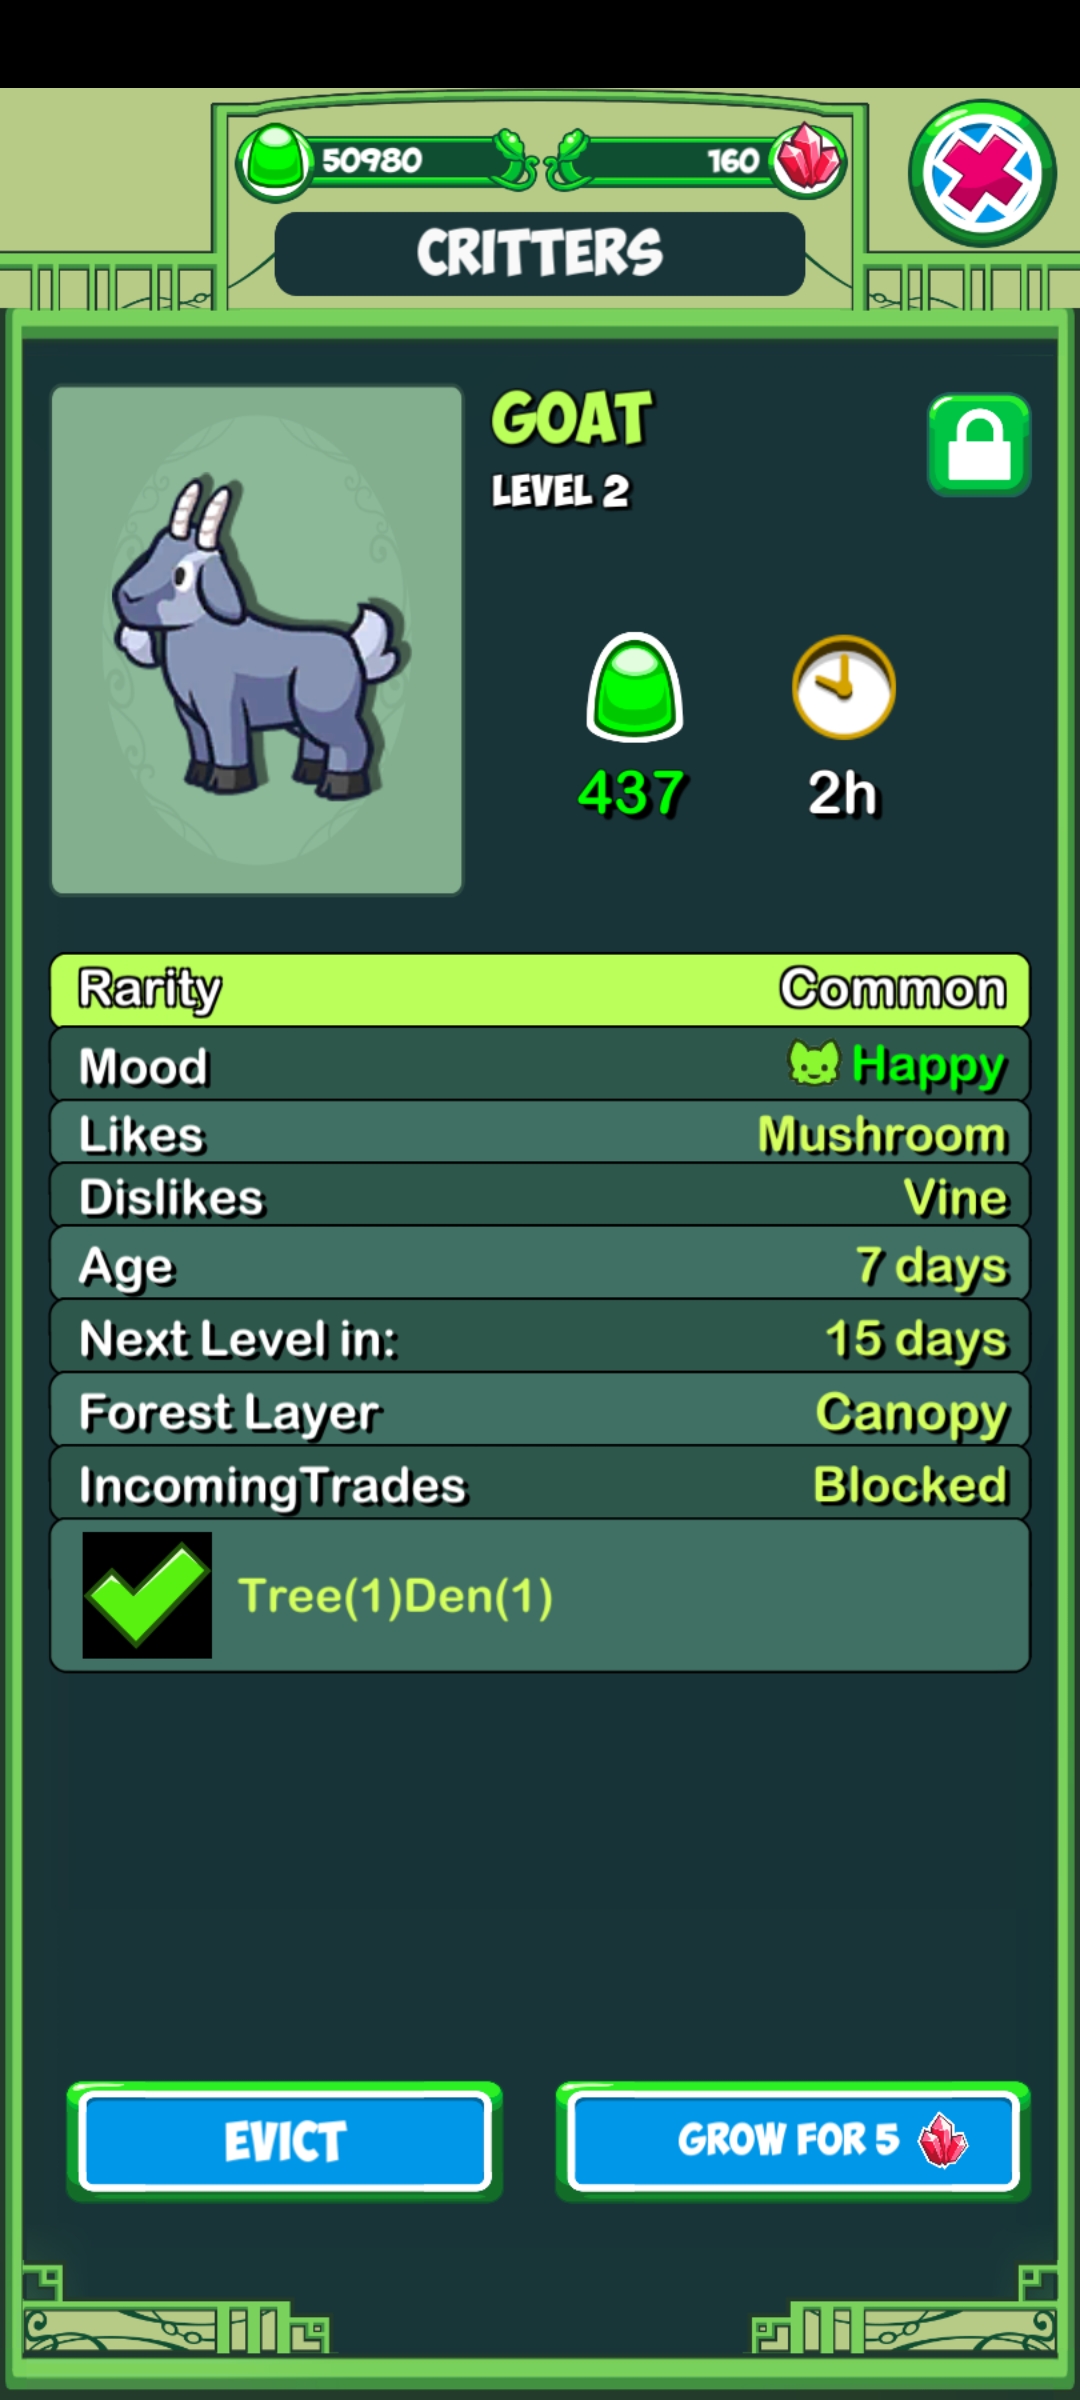 50980 160
CRITTERS
GOAT
LEVEL 2
437 2h
Rarity Common
Mood Happy
Likes Mushroom
Dislikes Vine
Age 7 days
Next Level in: 15 days
Forest Layer Canopy
IncomingTrades Blocked
Tree(1)Den(1)
EVICT GROW FOR 5